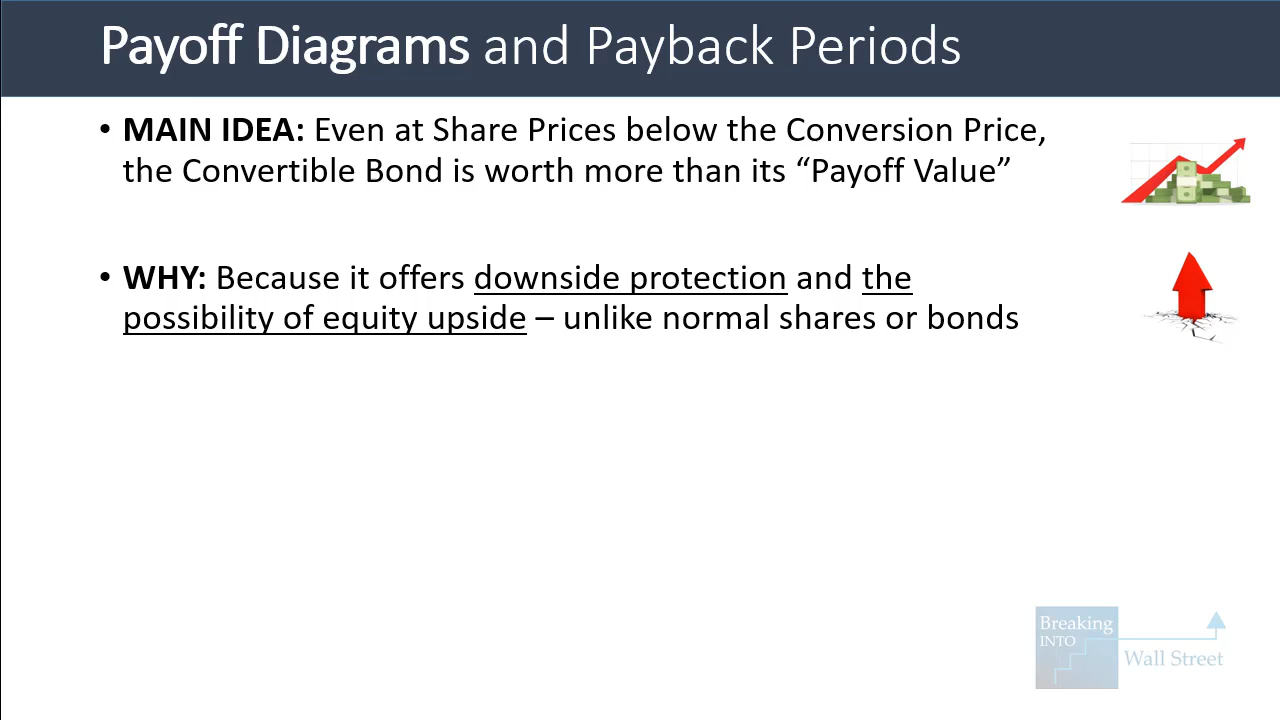 Payoff Diagrams and Payback Periods
• MAIN IDEA: Even at Share Prices below the Conversion Price,
the Convertible Bond is worth more than its “Payoff Value”
• WHY: Because it offers downside protection and the
possibility of equity upside – unlike normal shares or bonds
Breaking
INTO
Wall Street